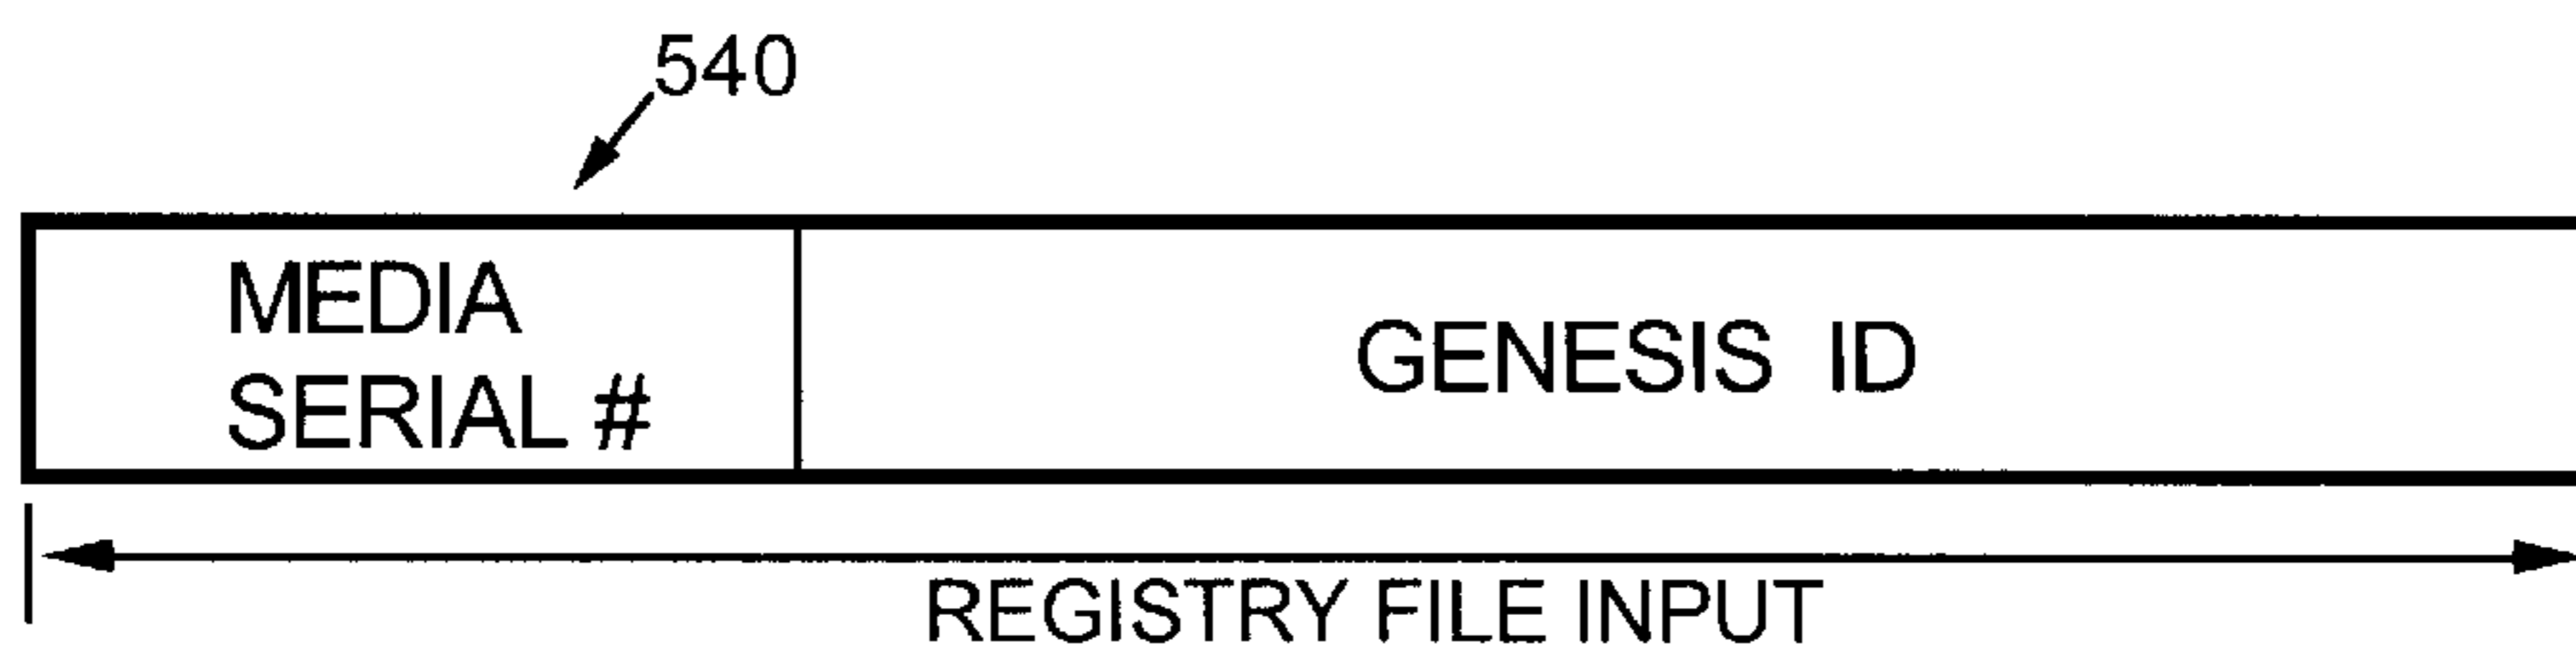 540
MEDIA
SERIAL #
GENESIS ID
REGISTRY FILE INPUT